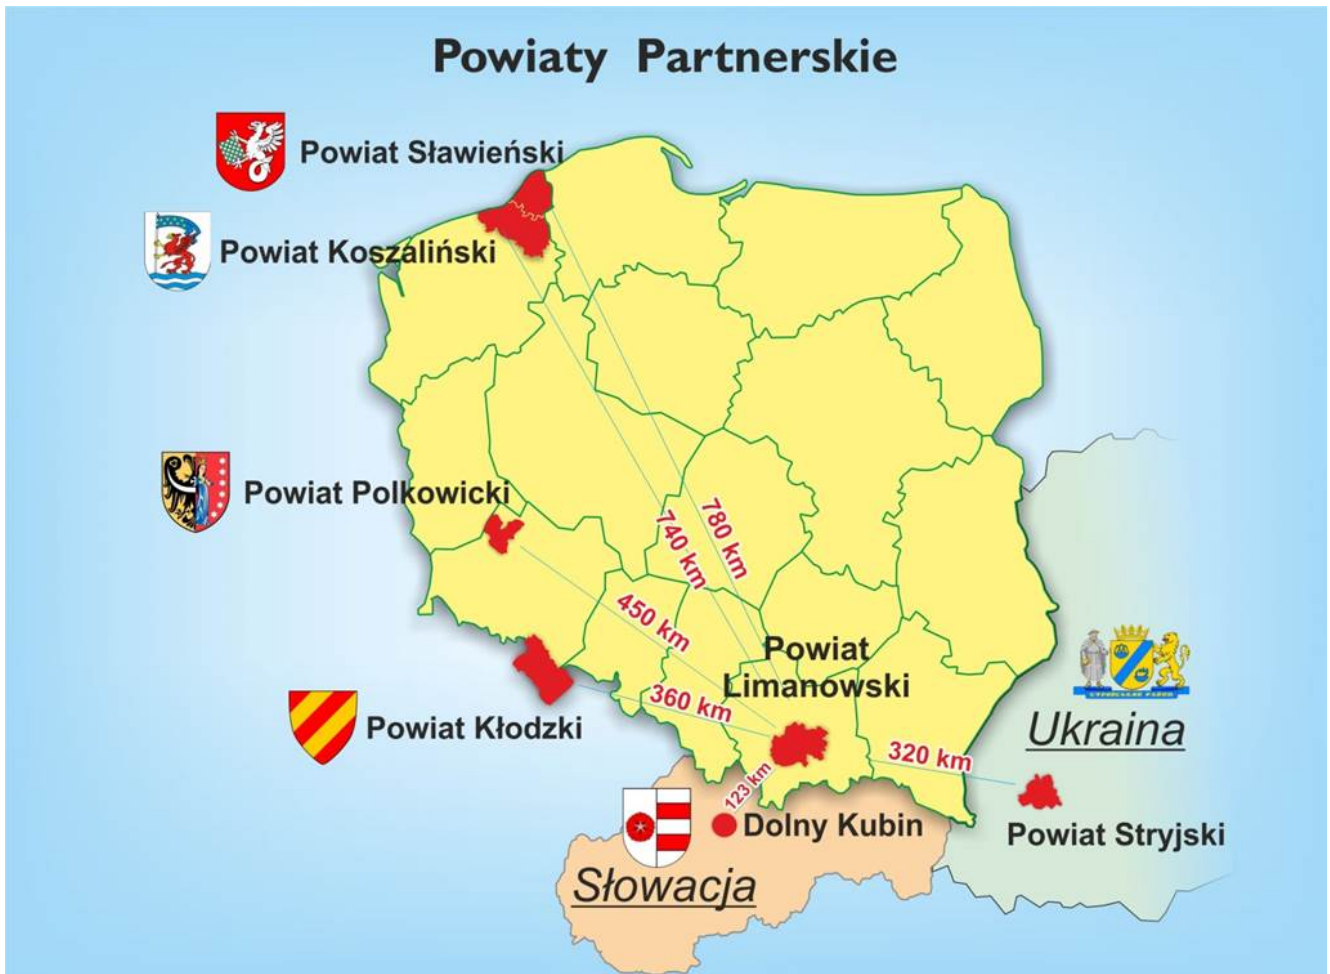 Powiaty Partnerskie
Powiat Sławieński
Powiat Koszaliński
Powiat Polkowicki
780 km
740 km
450 km
Powiat
Limanowski
360 km
Powiat Kłodzki
Ukraina
320 km
123 km
Dolny Kubin
Powiat Stryjski
Słowacja